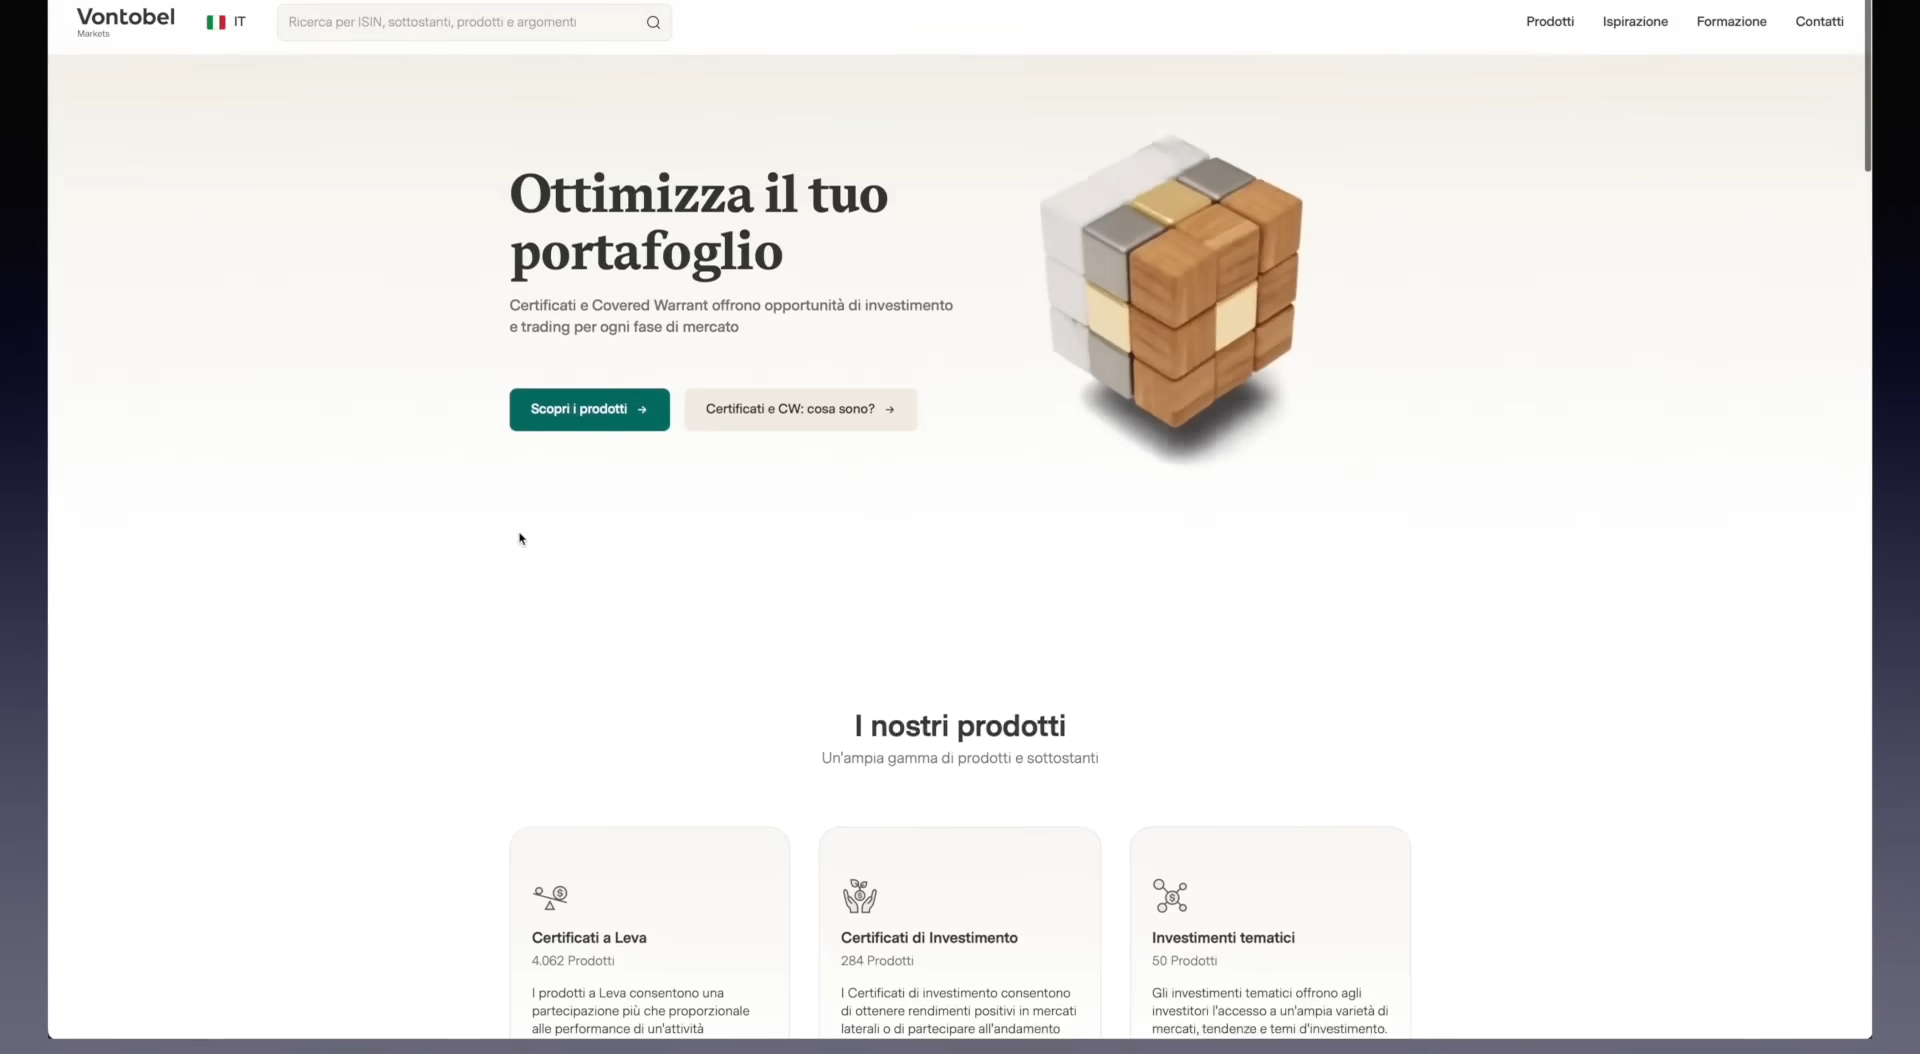 Vontobel
Markets
IT
Ricerca per ISIN, sottostanti, prodotti e argomenti
Prodotti
Ispirazione
Formazione
Contatti
Ottimizza il tuo
portafoglio
Certificati e Covered Warrant offrono opportunità di investimento
e trading per ogni fase di mercato
Scopri i prodotti →
Certificati e CW: cosa sono? →
I nostri prodotti
Un'ampia gamma di prodotti e sottostanti
Certificati a Leva
4.062 Prodotti
I prodotti a Leva consentono una
partecipazione più che proporzionale
alle performance di un'attività
Certificati di Investimento
284 Prodotti
I Certificati di investimento consentono
di ottenere rendimenti positivi in mercati
laterali o di partecipare all'andamento
Investimenti tematici
50 Prodotti
Gli investimenti tematici offrono agli
investitori l'accesso a un'ampia varietà di
mercati, tendenze e temi d'investimento.